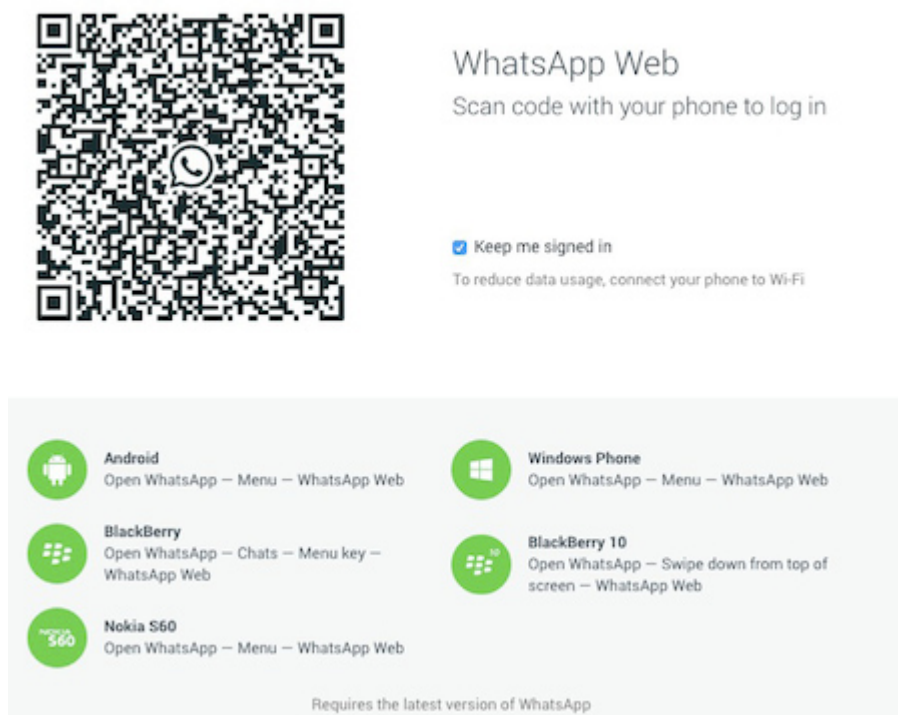 WhatsApp Web
Scan code with your phone to log in
Keep me signed in
To reduce data usage, connect your phone to Wi-Fi
Android
Open WhatsApp — Menu — WhatsApp Web
Windows Phone
Open WhatsApp — Menu — WhatsApp Web
BlackBerry
Open WhatsApp — Chats — Menu key —
WhatsApp Web
10
BlackBerry 10
Open WhatsApp — Swipe down from top of
screen — WhatsApp Web
NOKIA
S60
Nokia S60
Open WhatsApp — Menu — WhatsApp Web
Requires the latest version of WhatsApp